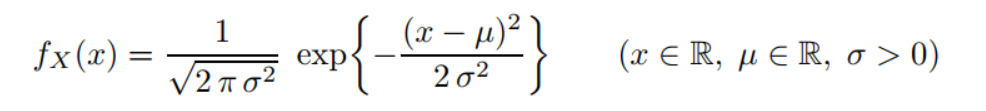 f_X(x) = \frac{1}{\sqrt{2 \pi \sigma^2}} \exp\left\{ -\frac{(x - \mu)^2}{2 \sigma^2} \right\} \qquad (x \in \mathbb{R}, \mu \in \mathbb{R}, \sigma > 0)